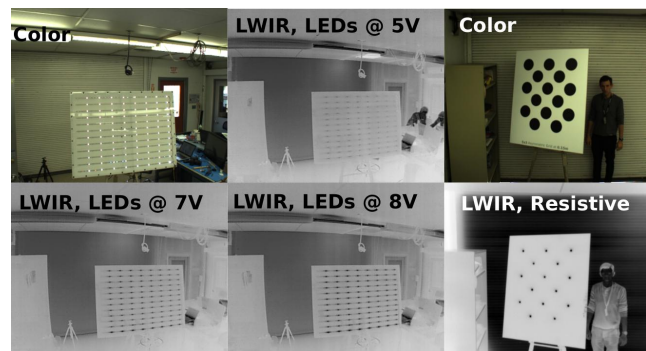 Color
LWIR, LEDs @ 5V
Color
LWIR, LEDs @ 7V
LWIR, LEDs @ 8V
LWIR, Resistive